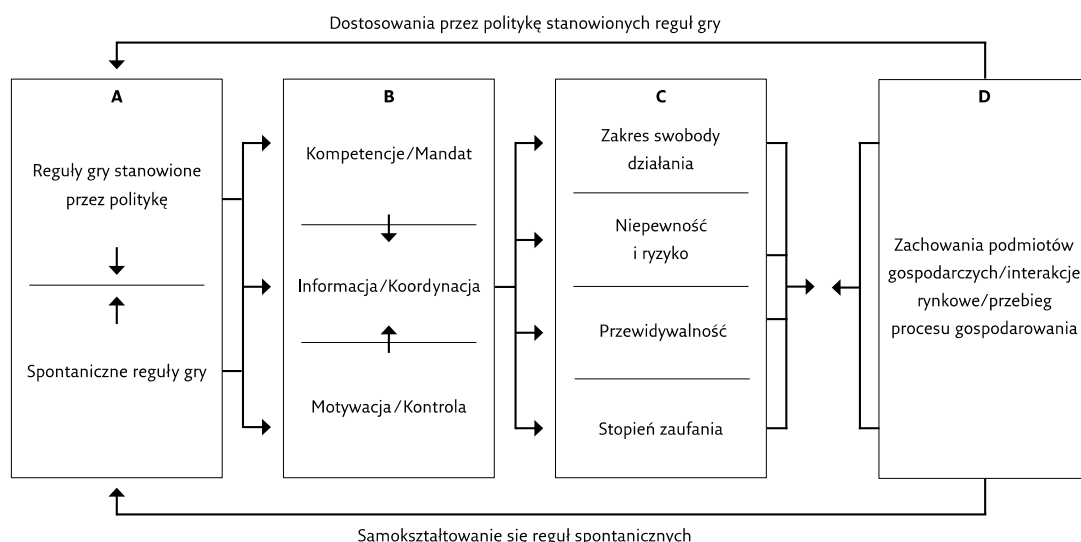 Dostosowania przez politykę stanowionych reguł gry
A
Reguły gry stanowione
przez politykę
Spontaniczne reguły gry
B
Kompetencje/Mandat
Informacja/Koordynacja
Motywacja/Kontrola
C
Zakres swobody
działania
Niepewność
i ryzyko
Przewidywalność
Stopień zaufania
D
Zachowania podmiotów
gospodarczych/interakcje
rynkowe/przebieg
procesu gospodarowania
Samokształtowanie się reguł spontanicznych